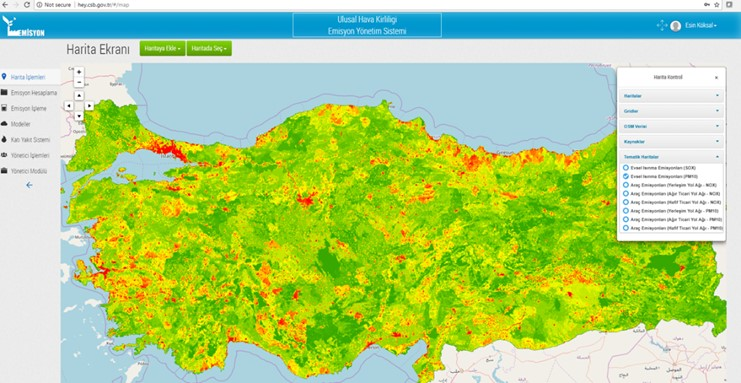 Not secure | hey.csb.gov.tr/#/map
EMİSYON
Ulusal Hava Kirliliği
Emisyon Yönetim Sistemi
Esin Köksal
Harita Ekranı
Haritaya Ekle
Haritada Seç
Harita İşlemleri
Emisyon Hesaplama
Emisyon İşleme
Modeller
Katı Yakıt Sistemi
Yönetici İşlemleri
Yönetici Modülü
Harita Kontrol
Haritalar
Gridler
Kaynaklar
Tematik Haritalar
Evsel Isınma Emisyonları (SOX)
Evsel Isınma Emisyonları (PM10)
Araç Emisyonları (Yerleşim Yol Ağı - NOX)
Araç Emisyonları (Ağır Ticari Yol Ağı - NOX)
Araç Emisyonları (Hafif Ticari Yol Ağı - NOX)
Araç Emisyonları (Yerleşim Yol Ağı - PM10)
Araç Emisyonları (Ağır Ticari Yol Ağı - PM10)
Araç Emisyonları (Hafif Ticari Yol Ağı - PM10)